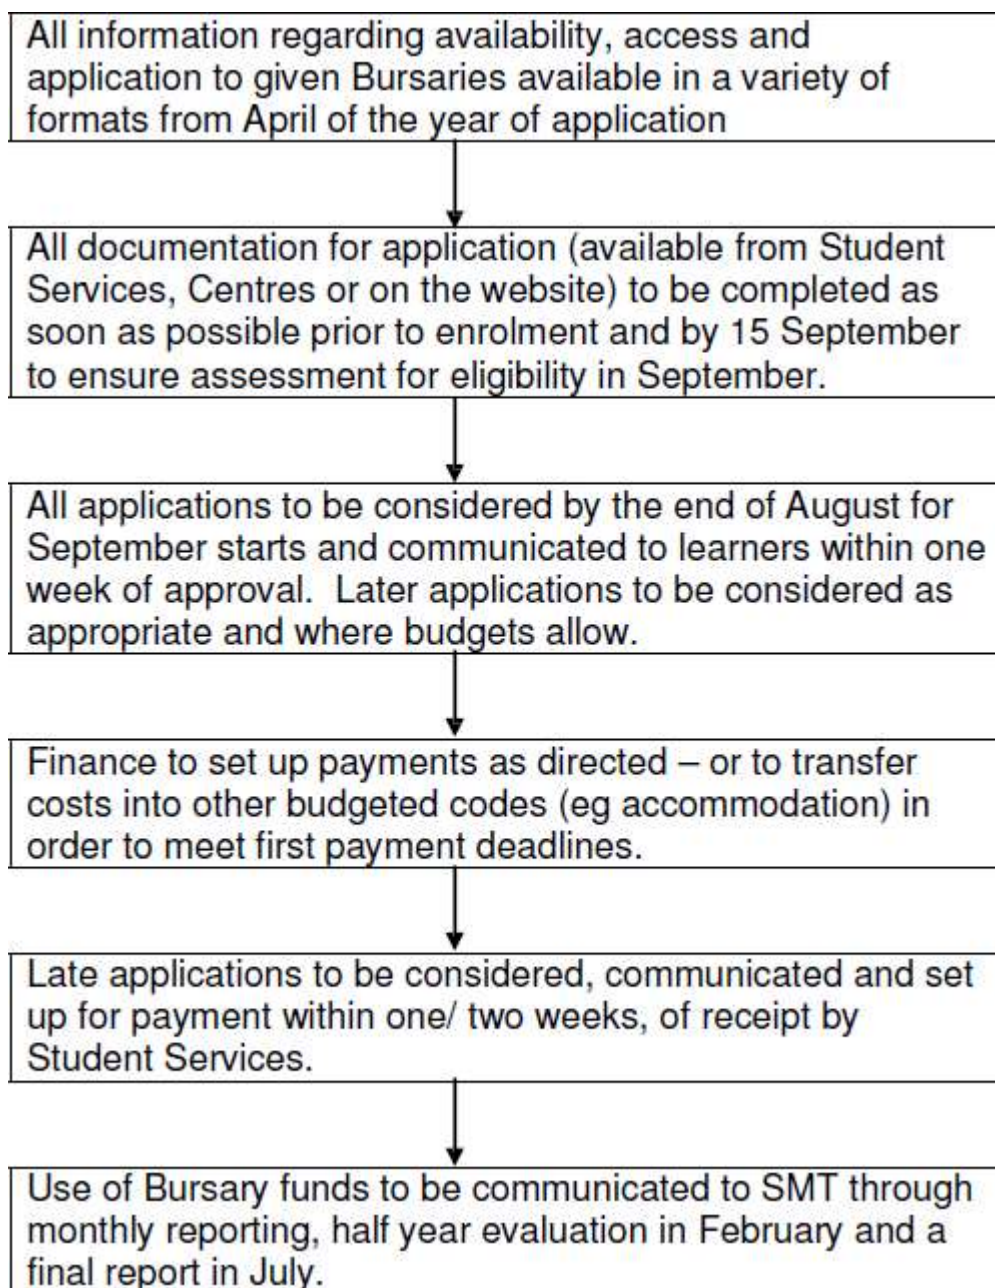 All information regarding availability, access and
application to given Bursaries available in a variety of
formats from April of the year of application
All documentation for application (available from Student
Services, Centres or on the website) to be completed as
soon as possible prior to enrolment and by 15 September
to ensure assessment for eligibility in September.
All applications to be considered by the end of August for
September starts and communicated to learners within one
week of approval.  Later applications to be considered as
appropriate and where budgets allow.
Finance to set up payments as directed – or to transfer
costs into other budgeted codes (eg accommodation) in
order to meet first payment deadlines.
Late applications to be considered, communicated and set
up for payment within one/ two weeks, of receipt by
Student Services.
Use of Bursary funds to be communicated to SMT through
monthly reporting, half year evaluation in February and a
final report in July.